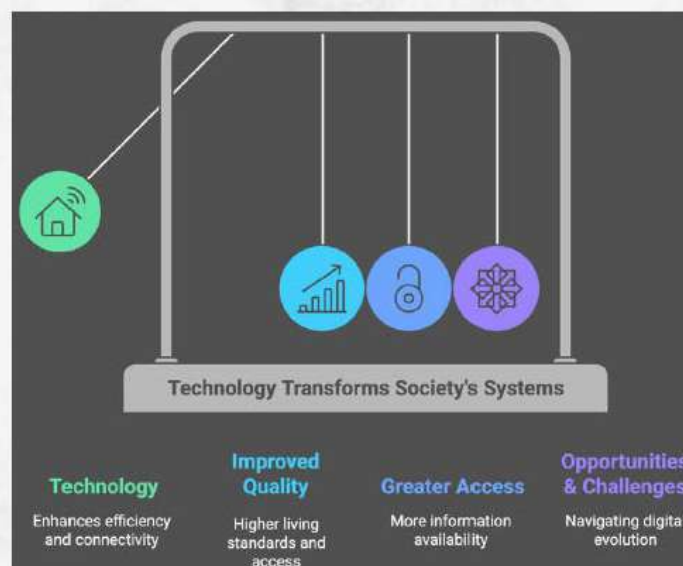 Technology Transforms Society's Systems
Technology
Enhances efficiency
and connectivity
Improved
Quality
Higher living
standards and
access
Greater Access
More information
availability
Opportunities
& Challenges
Navigating digital
evolution